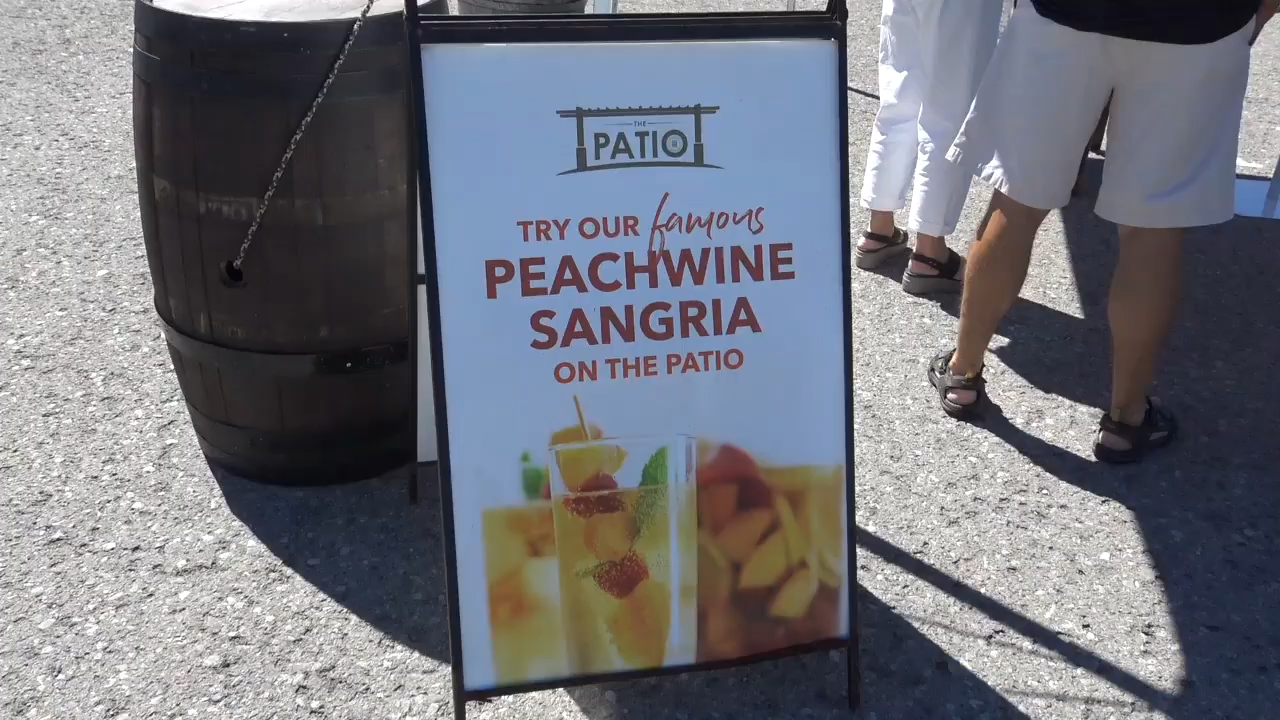 THE
PATIO
TRY OUR famous
PEACHWINE
SANGRIA
ON THE PATIO